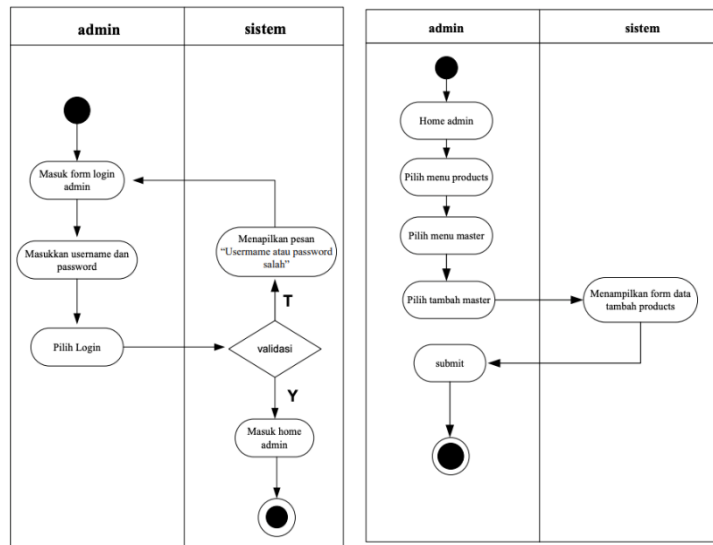 admin
sistem
Masuk form login
admin
Masukkan username dan
password
Pilih Login
Menapilkan pesan
“Username atau password
salah”
T
validasi
Y
Masuk home
admin
admin
sistem
Home admin
Pilih menu products
Pilih menu master
Pilih tambah master
Menampilkan form data
tambah products
submit